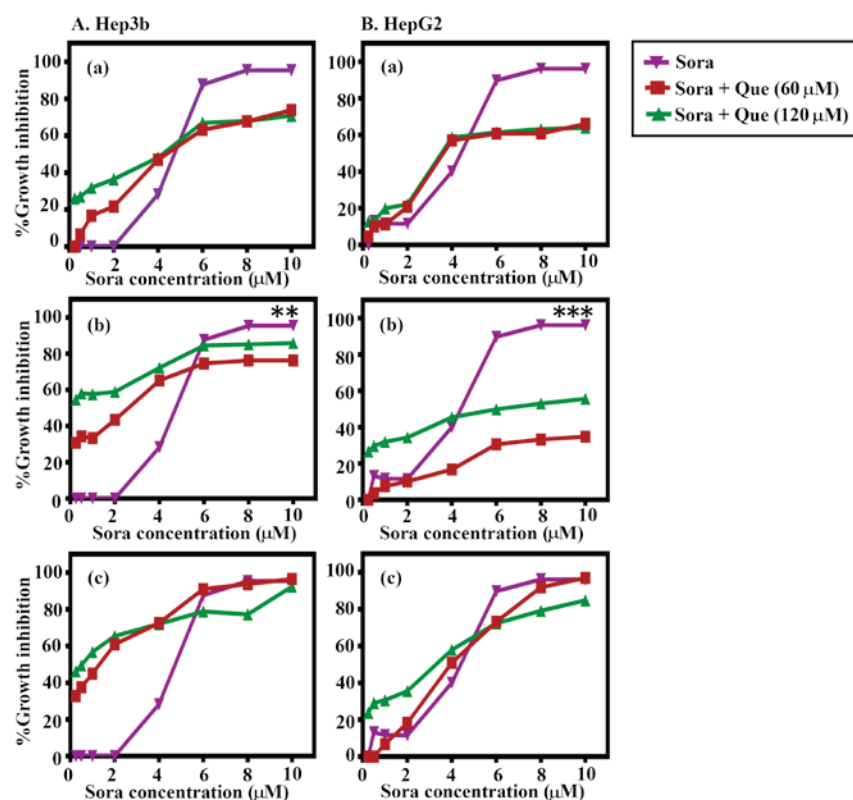 A. Hep3b
B. HepG2
Sora
Sora + Que (60 μM)
Sora + Que (120 μM)
(a)
%Growth inhibition
100
80
60
40
20
0
0 2 4 6 8 10
Sora concentration (μM)
(a)
100
80
60
40
20
0
0 2 4 6 8 10
Sora concentration (μM)
(b)
**
%Growth inhibition
100
80
60
40
20
0
0 2 4 6 8 10
Sora concentration (μM)
(b)
***
100
80
60
40
20
0
0 2 4 6 8 10
Sora concentration (μM)
(c)
%Growth inhibition
100
80
60
40
20
0
0 2 4 6 8 10
Sora concentration (μM)
(c)
100
80
60
40
20
0
0 2 4 6 8 10
Sora concentration (μM)